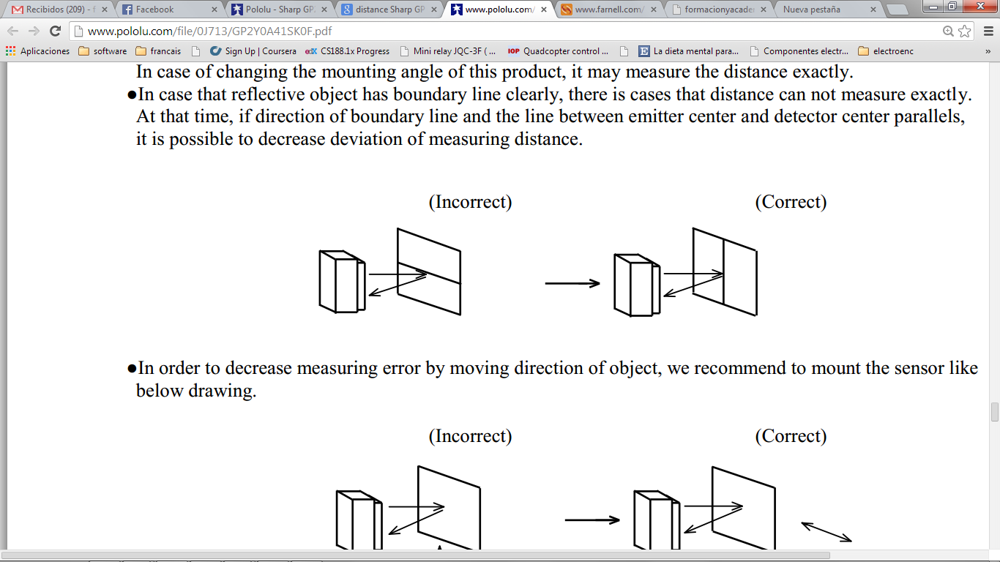 Recibidos (209) - f
Facebook
Pololu - Sharp GP
distance Sharp GP
www.pololu.com/
www.farnell.com/
formacionyacade
Nueva pestaña
www.pololu.com/file/0J713/GP2Y0A41SK0F.pdf
Aplicaciones
software
francais
Sign Up | Coursera
edX CS188.1x Progress
Mini relay JQC-3F ( ...
IOP Quadcopter control ...
E La dieta mental para...
Componentes electr...
electroenc
»
In case of changing the mounting angle of this product, it may measure the distance exactly.
●In case that reflective object has boundary line clearly, there is cases that distance can not measure exactly.
At that time, if direction of boundary line and the line between emitter center and detector center parallels,
it is possible to decrease deviation of measuring distance.
(Incorrect) (Correct)
●In order to decrease measuring error by moving direction of object, we recommend to mount the sensor like
below drawing.
(Incorrect) (Correct)